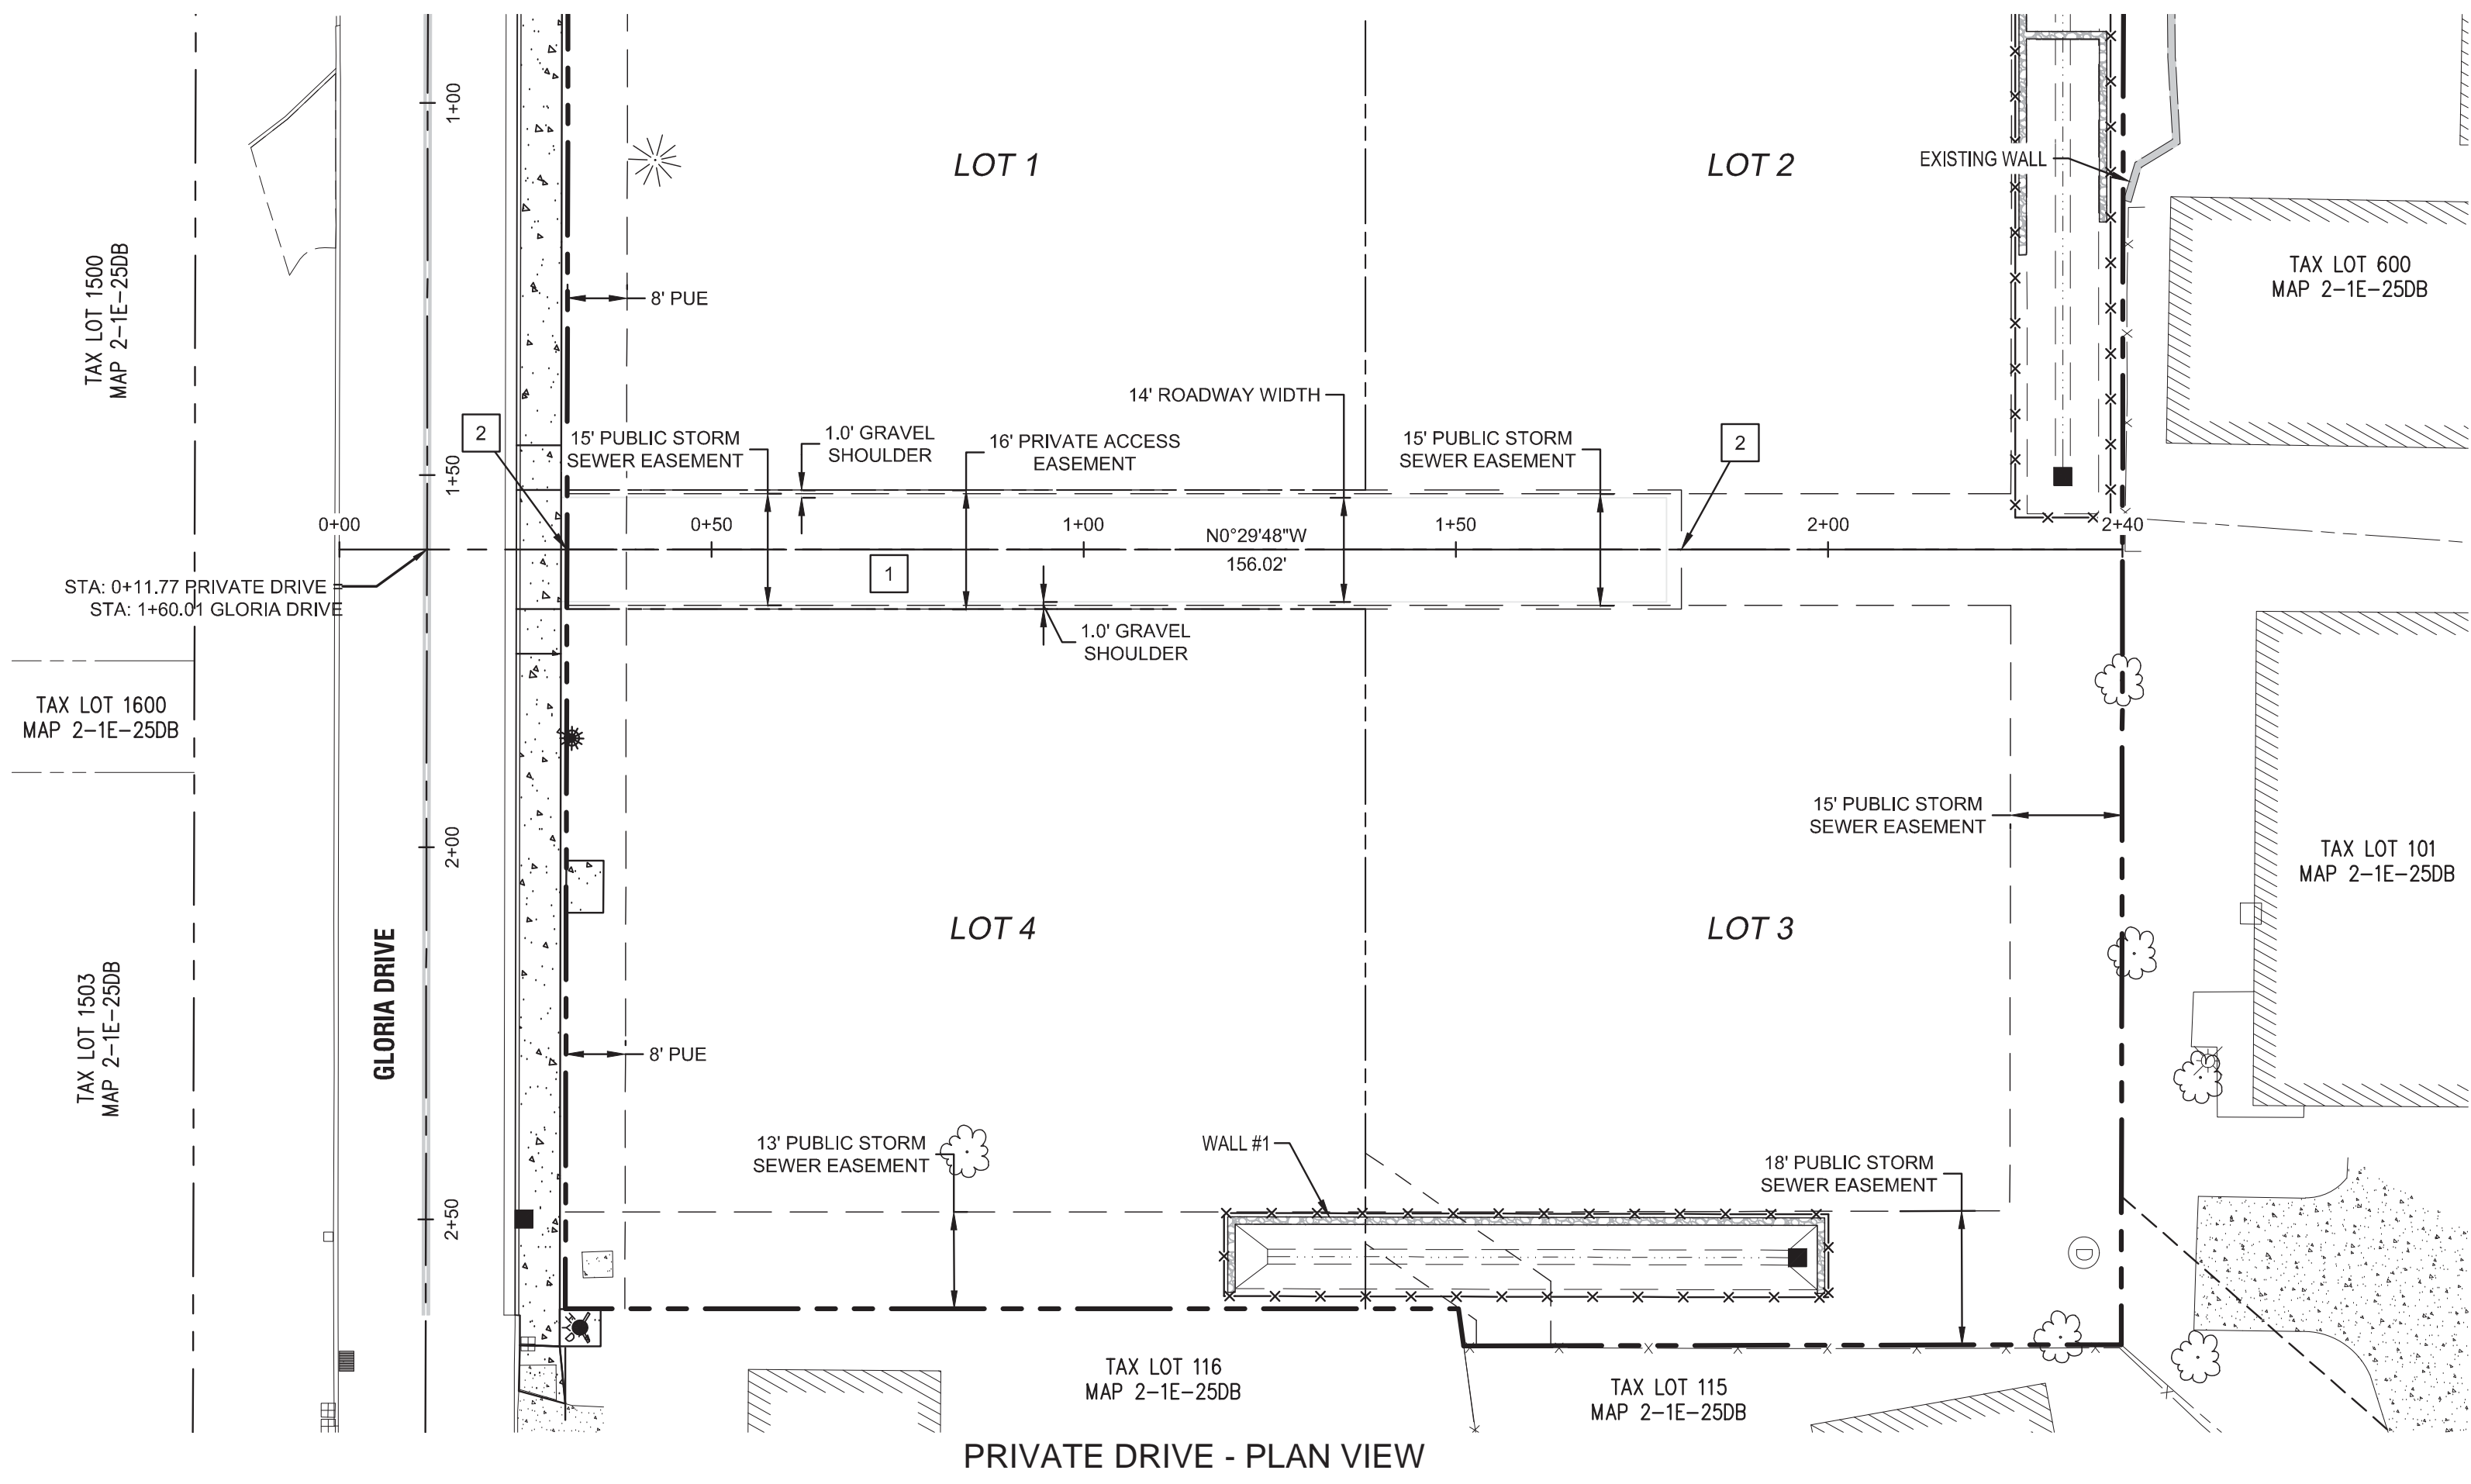 1+00
LOT 1
LOT 2
EXISTING WALL
TAX LOT 1500
MAP 2-1E-25DB
TAX LOT 600
MAP 2-1E-25DB
8' PUE
14' ROADWAY WIDTH
2
15' PUBLIC STORM
SEWER EASEMENT
1.0' GRAVEL
SHOULDER
16' PRIVATE ACCESS
EASEMENT
15' PUBLIC STORM
SEWER EASEMENT
2
1+50
0+00
0+50
1+00
N0°29'48"W
156.02'
1+50
2+00
2+40
1
STA: 0+11.77 PRIVATE DRIVE =
STA: 1+60.01 GLORIA DRIVE
1.0' GRAVEL
SHOULDER
TAX LOT 1600
MAP 2-1E-25DB
2+00
15' PUBLIC STORM
SEWER EASEMENT
TAX LOT 101
MAP 2-1E-25DB
LOT 4
LOT 3
GLORIA DRIVE
TAX LOT 1503
MAP 2-1E-25DB
8' PUE
13' PUBLIC STORM
SEWER EASEMENT
WALL #1
18' PUBLIC STORM
SEWER EASEMENT
2+50
D
HYD
TAX LOT 116
MAP 2-1E-25DB
TAX LOT 115
MAP 2-1E-25DB
PRIVATE DRIVE - PLAN VIEW